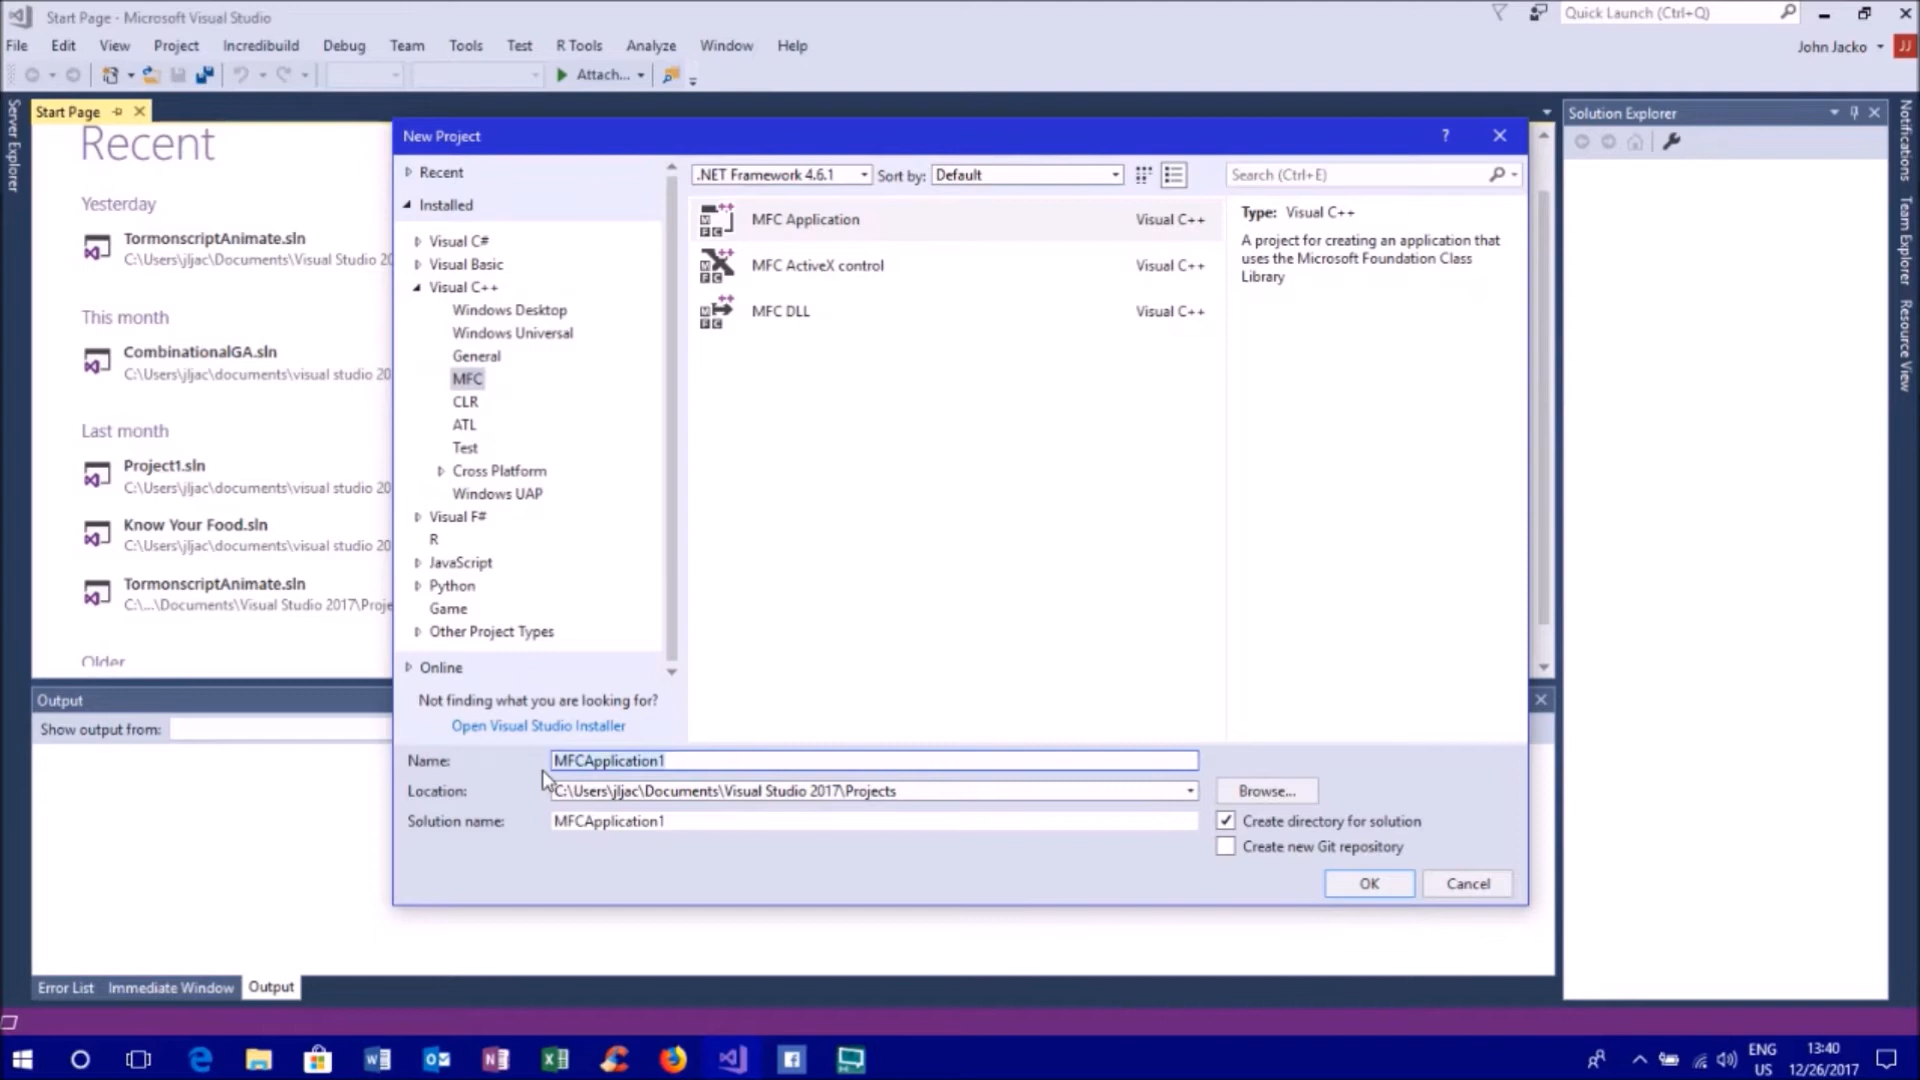 Start Page - Microsoft Visual Studio
Quick Launch (Ctrl+Q)
File Edit View Project Incredibuild Debug Team Tools Test R Tools Analyze Window Help
John Jacko JJ
Attach...
Server Explorer
Start Page
Recent
Yesterday
TormonscriptAnimate.sln
C:\Users\jljac\Documents\Visual Studio 20
This month
CombinationalGA.sln
C:\Users\jljac\documents\visual studio 20
Last month
Project1.sln
C:\Users\jljac\documents\visual studio 20
Know Your Food.sln
C:\Users\jljac\documents\visual studio 20
TormonscriptAnimate.sln
C:\...\Documents\Visual Studio 2017\Proje
Older
New Project
?
Recent
Installed
Visual C#
Visual Basic
Visual C++
Windows Desktop
Windows Universal
General
MFC
CLR
ATL
Test
Cross Platform
Windows UAP
Visual F#
R
JavaScript
Python
Game
Other Project Types
Online
Not finding what you are looking for?
Open Visual Studio Installer
.NET Framework 4.6.1 Sort by: Default
Search (Ctrl+E)
MFC Application Visual C++
MFC ActiveX control Visual C++
MFC DLL Visual C++
Type: Visual C++
A project for creating an application that
uses the Microsoft Foundation Class
Library
Name: MFCApplication1
Location: C:\Users\jljac\Documents\Visual Studio 2017\Projects Browse...
Solution name: MFCApplication1
Create directory for solution
Create new Git repository
OK Cancel
Solution Explorer
Notifications
Team Explorer
Resource View
Output
Show output from:
Error List Immediate Window Output
ENG
US
13:40
12/26/2017